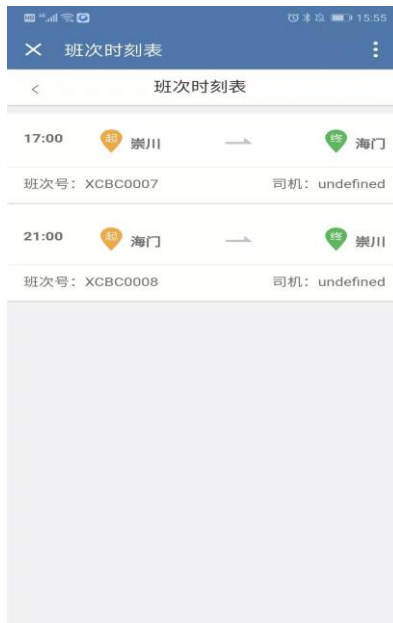 HD 46 15:55
班次时刻表
班次时刻表
17:00 起 崇川 终 海门
班次号：XCBC0007 司机：undefined
21:00 起 海门 终 崇川
班次号：XCBC0008 司机：undefined